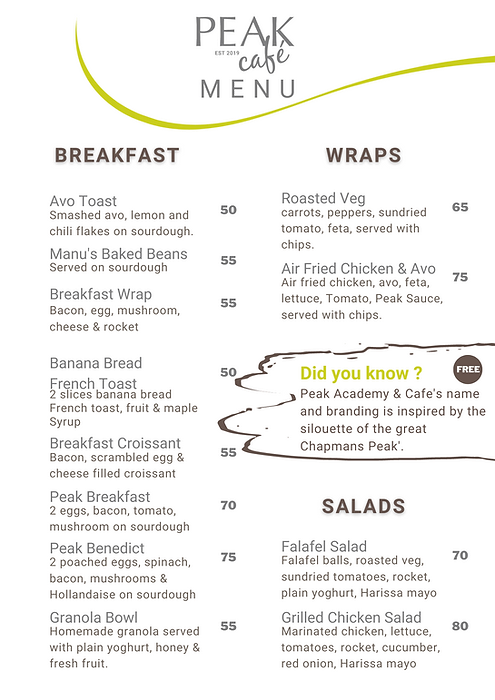 PEAK
EST 2019
café
MENU
BREAKFAST
Avo Toast
Smashed avo, lemon and
chili flakes on sourdough.
50
Manu's Baked Beans
Served on sourdough
55
Breakfast Wrap
Bacon, egg, mushroom,
cheese & rocket
55
Banana Bread
French Toast
2 slices banana bread
French toast, fruit & maple
Syrup
50
Breakfast Croissant
Bacon, scrambled egg &
cheese filled croissant
55
Peak Breakfast
2 eggs, bacon, tomato,
mushroom on sourdough
70
Peak Benedict
2 poached eggs, spinach,
bacon, mushrooms &
Hollandaise on sourdough
75
Granola Bowl
Homemade granola served
with plain yoghurt, honey &
fresh fruit.
55
WRAPS
Roasted Veg
carrots, peppers, sundried
tomato, feta, served with
chips.
65
Air Fried Chicken & Avo
Air fried chicken, avo, feta,
lettuce, Tomato, Peak Sauce,
served with chips.
75
Did you know ?
FREE
Peak Academy & Cafe's name
and branding is inspired by the
silouette of the great
Chapmans Peak'.
SALADS
Falafel Salad
Falafel balls, roasted veg,
sundried tomatoes, rocket,
plain yoghurt, Harissa mayo
70
Grilled Chicken Salad
Marinated chicken, lettuce,
tomatoes, rocket, cucumber,
red onion, Harissa mayo
80